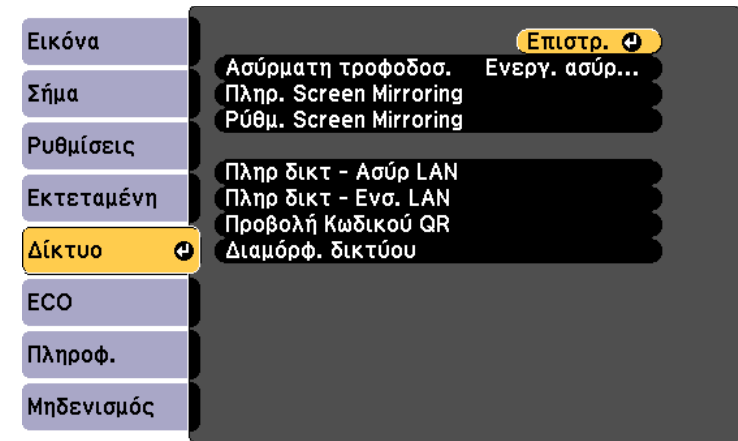 Εικόνα
Σήμα
Ρυθμίσεις
Εκτεταμένη
Δίκτυο
ECO
Πληροφ.
Μηδενισμός
Επιστρ.
Ασύρματη τροφοδοσ. Ενεργ. ασύρ...
Πληρ. Screen Mirroring
Ρύθμ. Screen Mirroring
Πληρ δικτ - Ασύρ LAN
Πληρ δικτ - Ενσ. LAN
Προβολή Κωδικού QR
Διαμόρφ. δικτύου